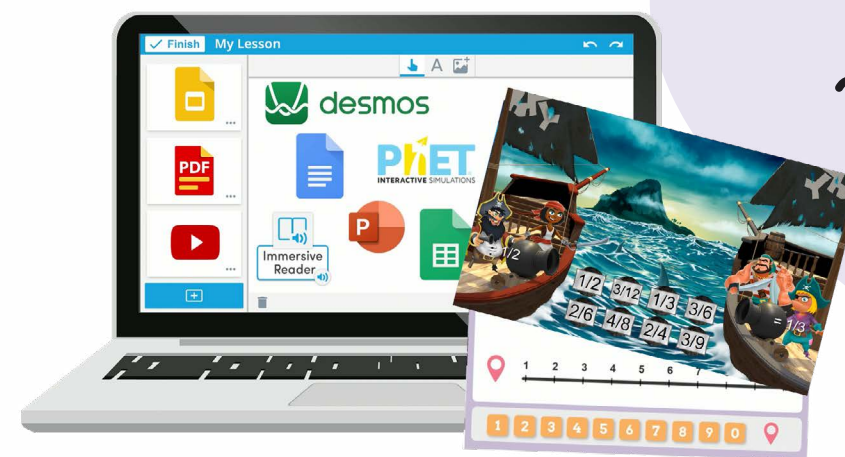 Finish My Lesson
A
desmos
PDF
PhET
INTERACTIVE SIMULATIONS
P
Immersive
Reader
= 1/2
1/2 3/12 1/3 3/6
2/6 4/8 2/4 3/9
= 1/3
1 2 3 4 5 6 7
1 2 3 4 5 6 7 8 9 0